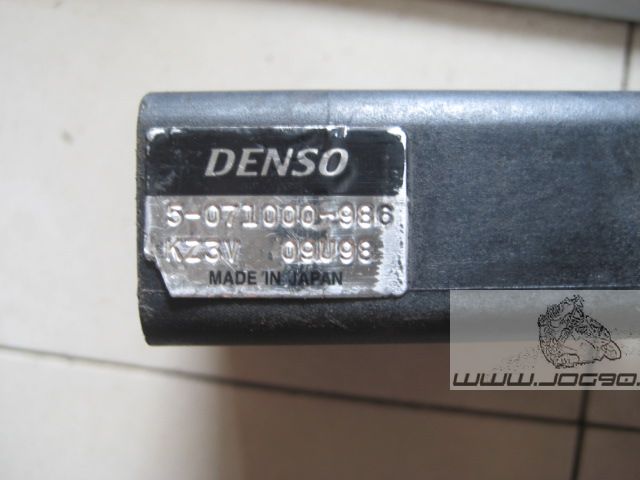 DENSO
5-071000-986
KZ3V 09U98
MADE IN JAPAN
WWW.JOG90.